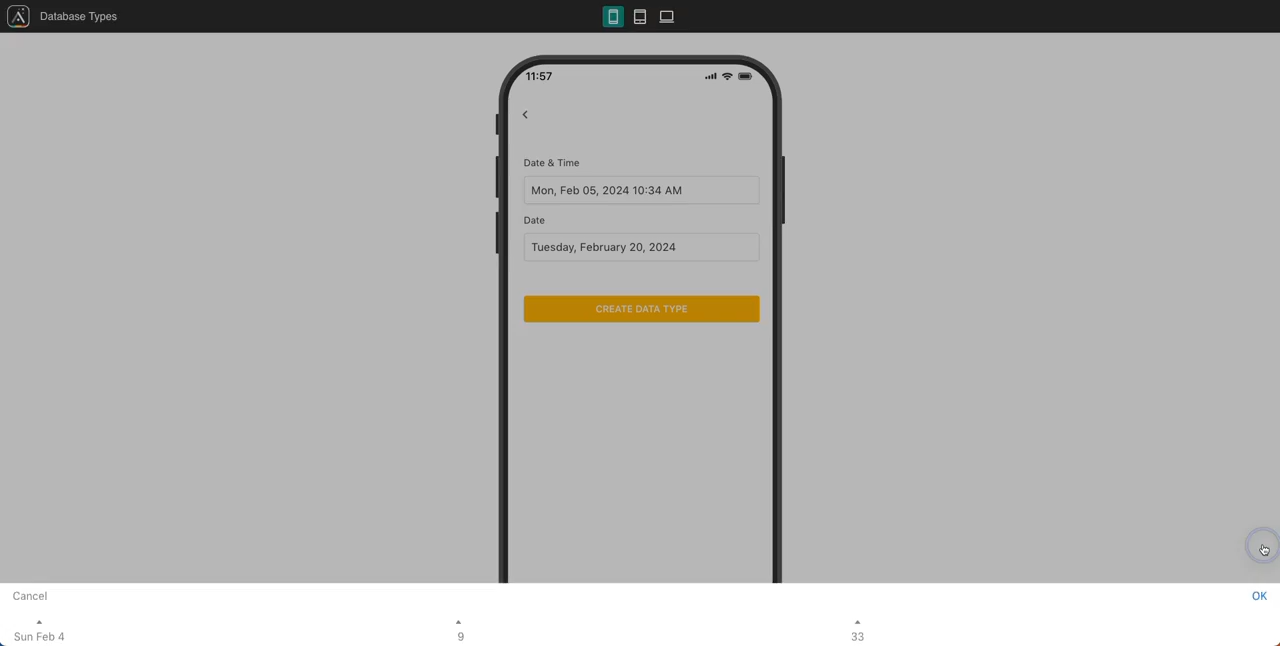 Database Types
11:57
Date & Time
Mon, Feb 05, 2024 10:34 AM
Date
Tuesday, February 20, 2024
CREATE DATA TYPE
Cancel
OK
Sun Feb 4
9
33